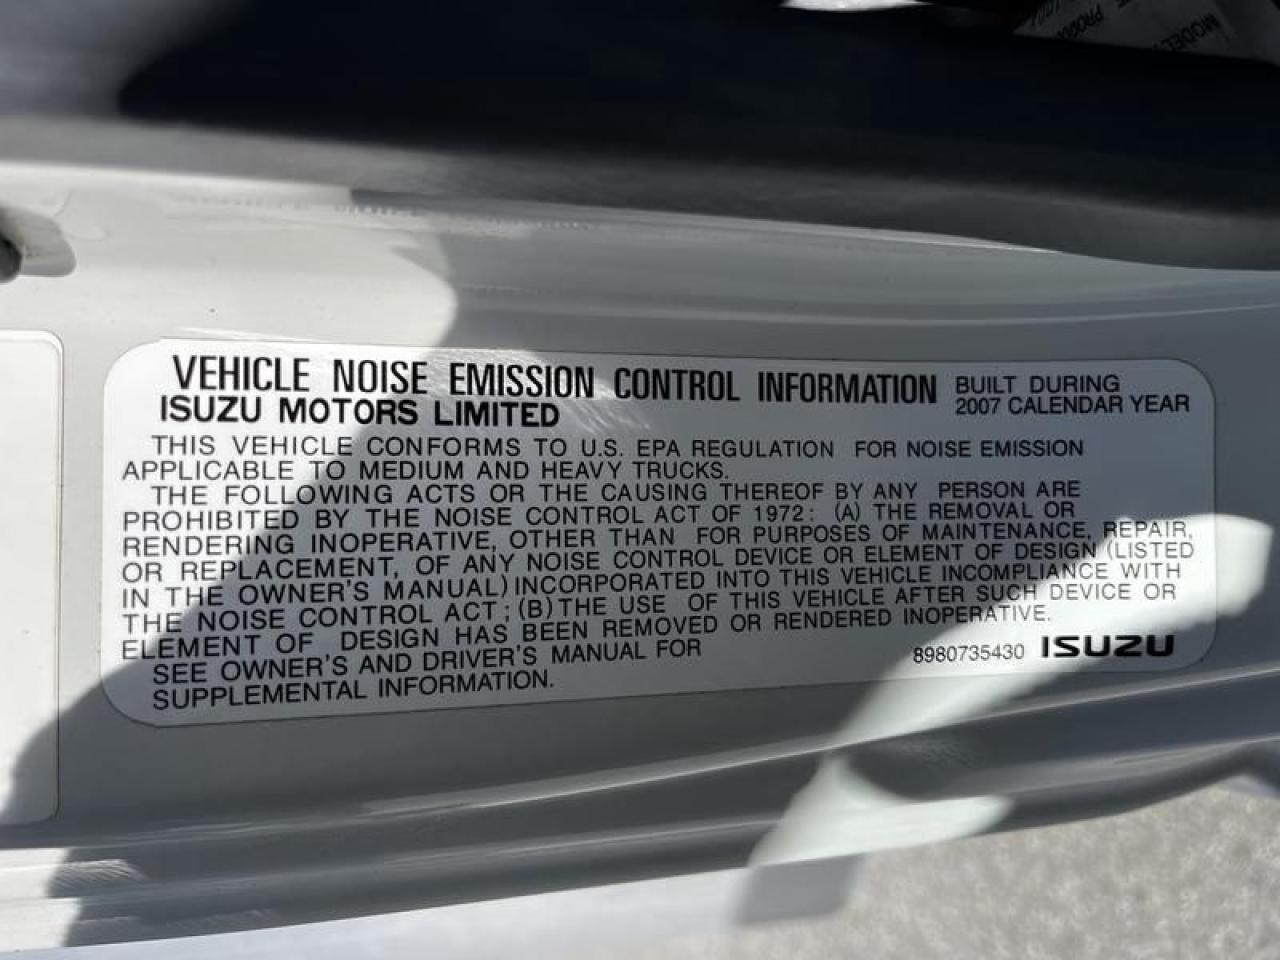 PRODU
MODEL
VEHICLE NOISE EMISSION CONTROL INFORMATION
BUILT DURING
2007 CALENDAR YEAR
ISUZU MOTORS LIMITED
THIS VEHICLE CONFORMS TO U.S. EPA REGULATION FOR NOISE EMISSION
APPLICABLE TO MEDIUM AND HEAVY TRUCKS.
THE FOLLOWING ACTS OR THE CAUSING THEREOF BY ANY PERSON ARE
PROHIBITED BY THE NOISE CONTROL ACT OF 1972: (A) THE REMOVAL OR
RENDERING INOPERATIVE, OTHER THAN FOR PURPOSES OF MAINTENANCE, REPAIR,
OR REPLACEMENT, OF ANY NOISE CONTROL DEVICE OR ELEMENT OF DESIGN (LISTED
IN THE OWNER'S MANUAL) INCORPORATED INTO THIS VEHICLE INCOMPLIANCE WITH
THE NOISE CONTROL ACT; (B) THE USE OF THIS VEHICLE AFTER SUCH DEVICE OR
ELEMENT OF DESIGN HAS BEEN REMOVED OR RENDERED INOPERATIVE.
SEE OWNER'S AND DRIVER'S MANUAL FOR
SUPPLEMENTAL INFORMATION.
8980735430 ISUZU